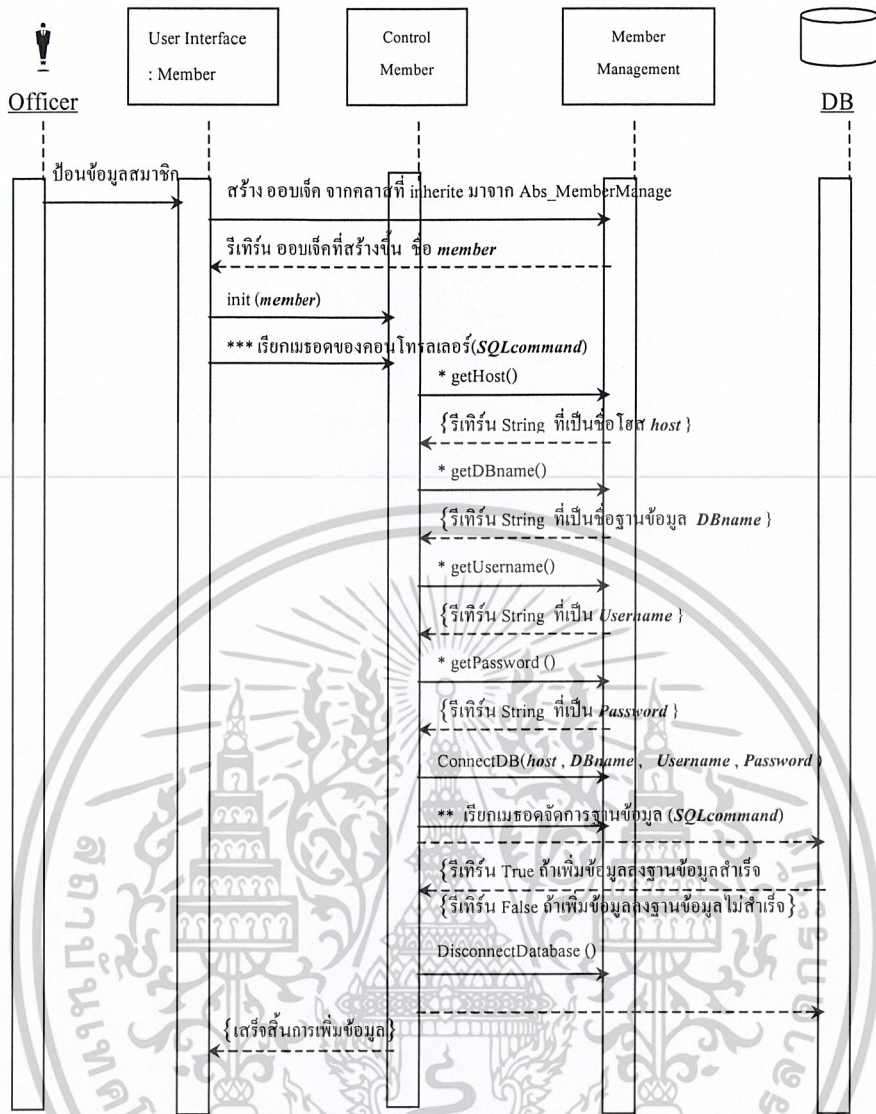 User Interface
: Member
Control
Member
Member
Management
Officer
DB
ป้อนข้อมูลสมาชิก
สร้าง ออบเจ็ค จากคลาสที่ inherite มาจาก Abs_MemberManage
รีเทิร์น ออบเจ็คที่สร้างขึ้น ชื่อ member
init (member)
*** เรียกเมธอดของคอนโทรลเลอร์(SQLcommand)
* getHost()
{รีเทิร์น String ที่เป็นชื่อโฮส host }
* getDBname()
{รีเทิร์น String ที่เป็นชื่อฐานข้อมูล DBname }
* getUsername()
{รีเทิร์น String ที่เป็น Username }
* getPassword ()
{รีเทิร์น String ที่เป็น Password }
ConnectDB(host , DBname , Username , Password )
** เรียกเมธอดจัดการฐานข้อมูล (SQLcommand)
{รีเทิร์น True ถ้าเพิ่มข้อมูลลงฐานข้อมูลสำเร็จ
{รีเทิร์น False ถ้าเพิ่มข้อมูลลงฐานข้อมูลไม่สำเร็จ}
DisconnectDatabase ()
{เสร็จสิ้นการเพิ่มข้อมูล}